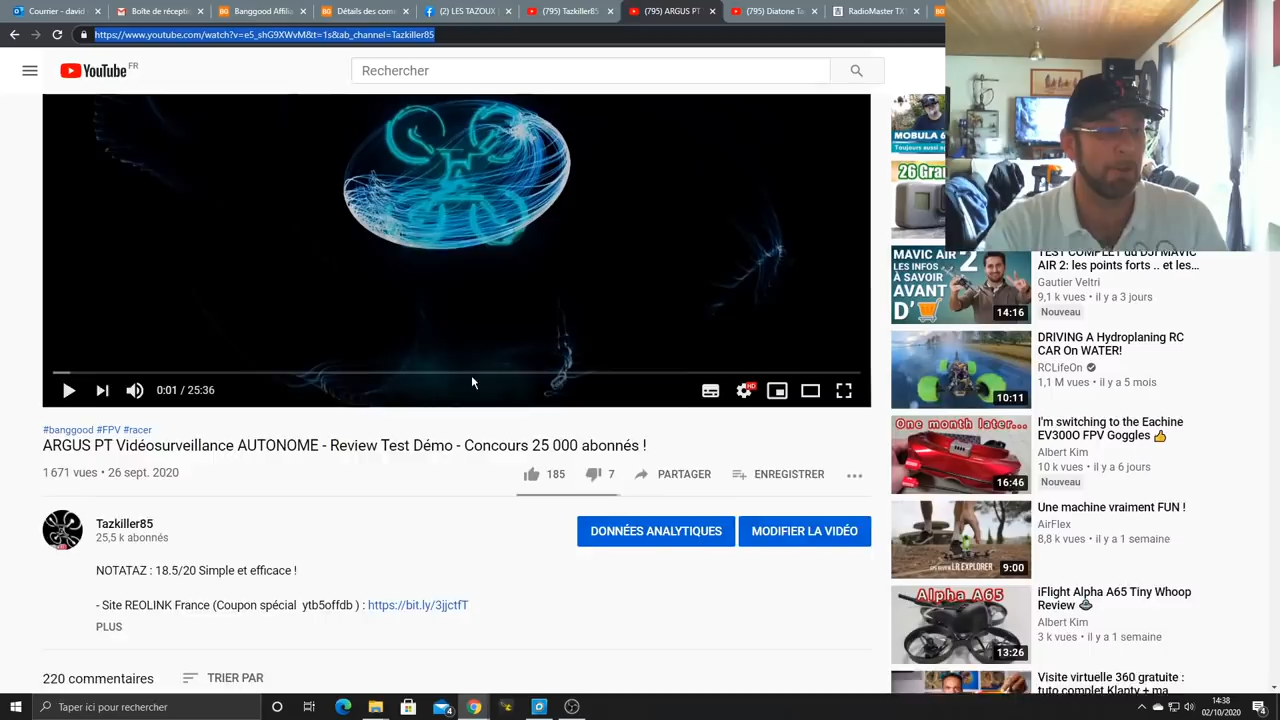 Courrier - david
Boîte de réceptic
Banggood Affilia
Détails des com
(2) LES TAZOUX
(795) Tazkiller85
(795) ARGUS PT
(795) Diatone Ta
RadioMaster TX
https://www.youtube.com/watch?v=e5_shG9XWvM&t=1s&ab_channel=Tazkiller85
YouTube FR
Rechercher
MOBULA 6
Toujours aussi
26 Gra
0:01 / 25:36
HD
#banggood #FPV #racer
ARGUS PT Vidéosurveillance AUTONOME - Review Test Démo - Concours 25 000 abonnés !
1 671 vues • 26 sept. 2020
185
7
PARTAGER
ENREGISTRER
Tazkiller85
25,5 k abonnés
DONNÉES ANALYTIQUES
MODIFIER LA VIDÉO
NOTATAZ : 18.5/20 Simple et efficace !
- Site REOLINK France (Coupon spécial ytb5offdb ) : https://bit.ly/3jjctfT
PLUS
220 commentaires
TRIER PAR
MAVIC AIR 2
LES INFOS
À SAVOIR
AVANT
D'
14:16
TEST COMPLET du DJI MAVIC
AIR 2: les points forts .. et les...
Gautier Veltri
9,1 k vues • il y a 3 jours
Nouveau
10:11
DRIVING A Hydroplaning RC
CAR On WATER!
RCLifeOn
1,1 M vues • il y a 5 mois
One month later...
16:46
I'm switching to the Eachine
EV300O FPV Goggles
Albert Kim
10 k vues • il y a 6 jours
Nouveau
LR EXPLORER
9:00
Une machine vraiment FUN !
AirFlex
8,8 k vues • il y a 1 semaine
Alpha A65
13:26
iFlight Alpha A65 Tiny Whoop
Review
Albert Kim
3 k vues • il y a 1 semaine
Visite virtuelle 360 gratuite :
tuto complet Klapty + ma
Taper ici pour rechercher
14:38
02/10/2020